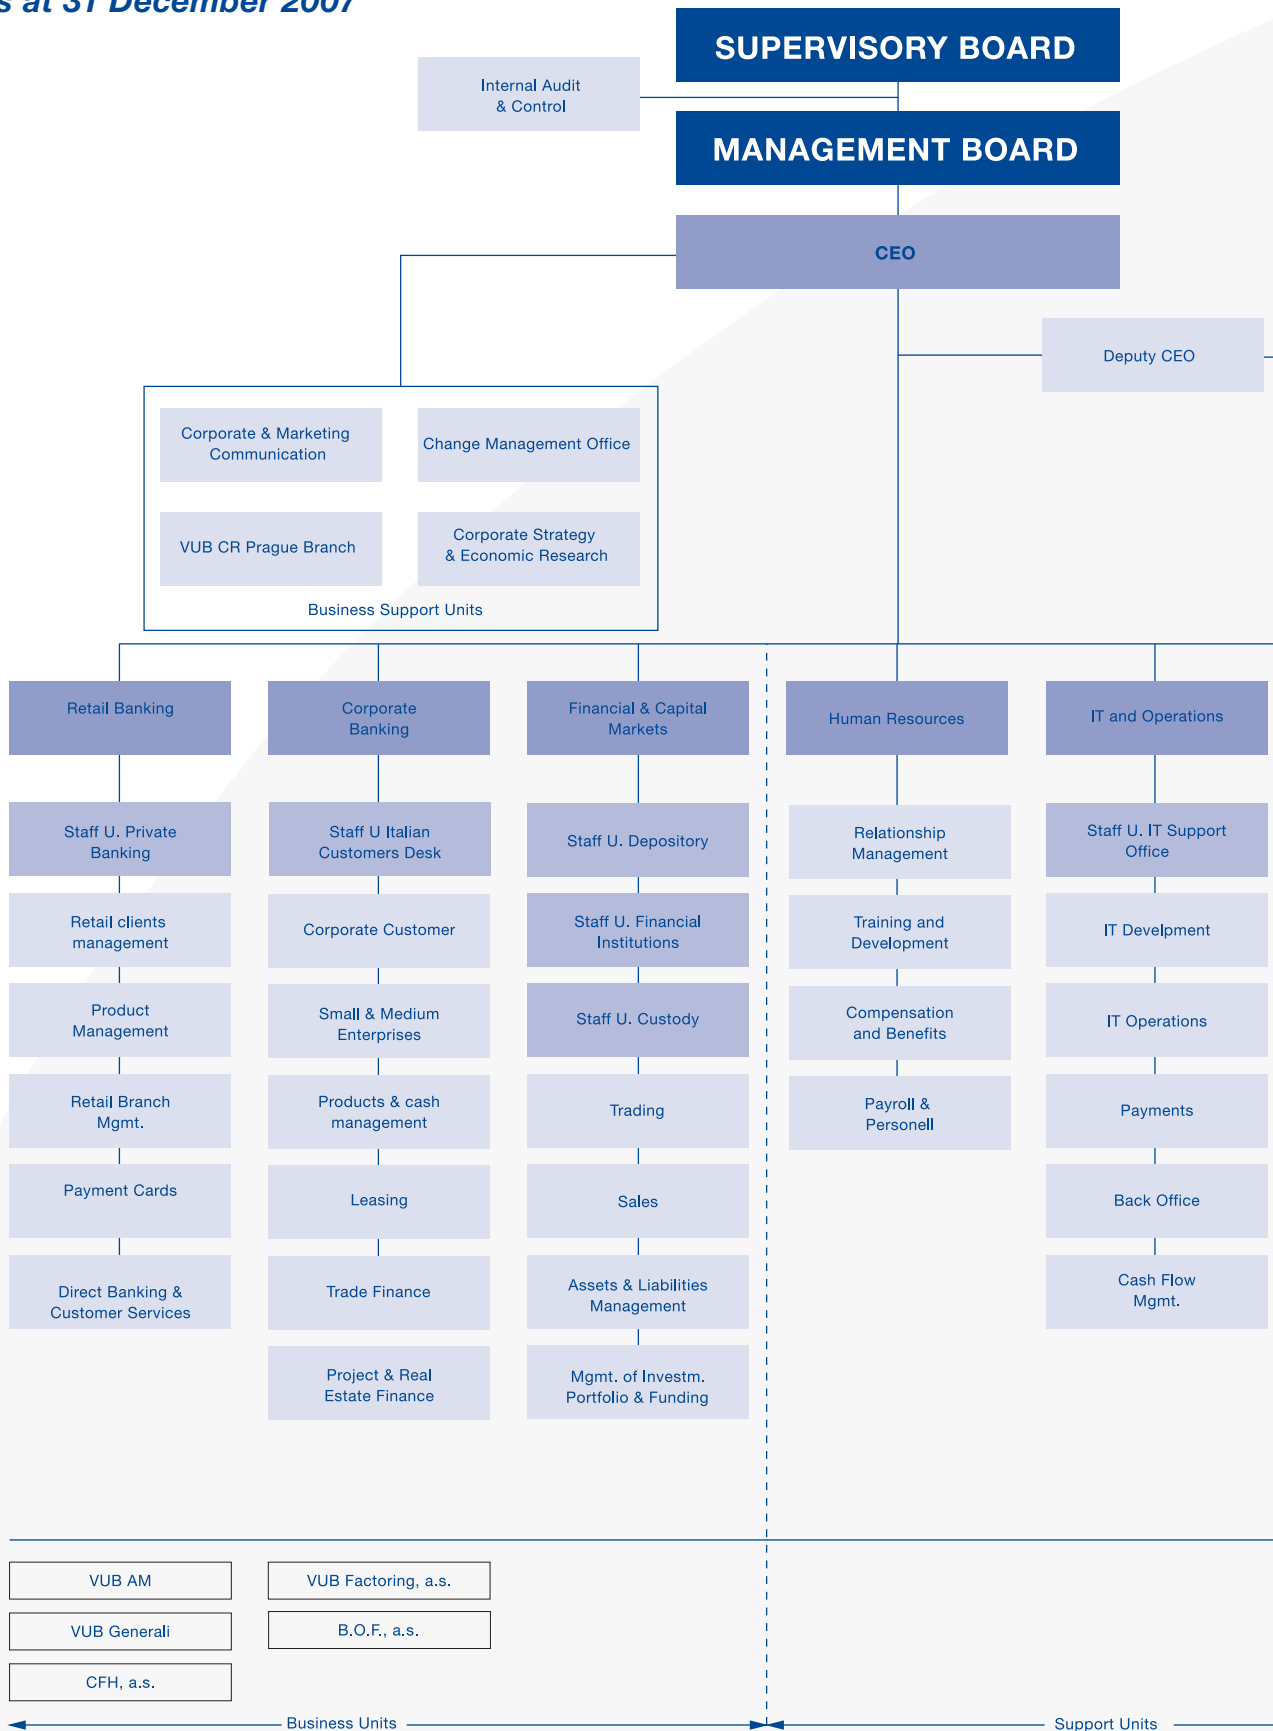 s at 31 December 2007
SUPERVISORY BOARD
Internal Audit
& Control
MANAGEMENT BOARD
CEO
Deputy CEO
Corporate & Marketing
Communication
Change Management Office
VUB CR Prague Branch
Corporate Strategy
& Economic Research
Business Support Units
Retail Banking
Corporate
Banking
Financial & Capital
Markets
Human Resources
IT and Operations
Staff U. Private
Banking
Retail clients
management
Product
Management
Retail Branch
Mgmt.
Payment Cards
Direct Banking &
Customer Services
Staff U Italian
Customers Desk
Corporate Customer
Small & Medium
Enterprises
Products & cash
management
Leasing
Trade Finance
Project & Real
Estate Finance
Staff U. Depository
Staff U. Financial
Institutions
Staff U. Custody
Trading
Sales
Assets & Liabilities
Management
Mgmt. of Investm.
Portfolio & Funding
Relationship
Management
Training and
Development
Compensation
and Benefits
Payroll &
Personell
Staff U. IT Support
Office
IT Develpment
IT Operations
Payments
Back Office
Cash Flow
Mgmt.
VUB AM
VUB Generali
CFH, a.s.
VUB Factoring, a.s.
B.O.F., a.s.
Business Units
Support Units